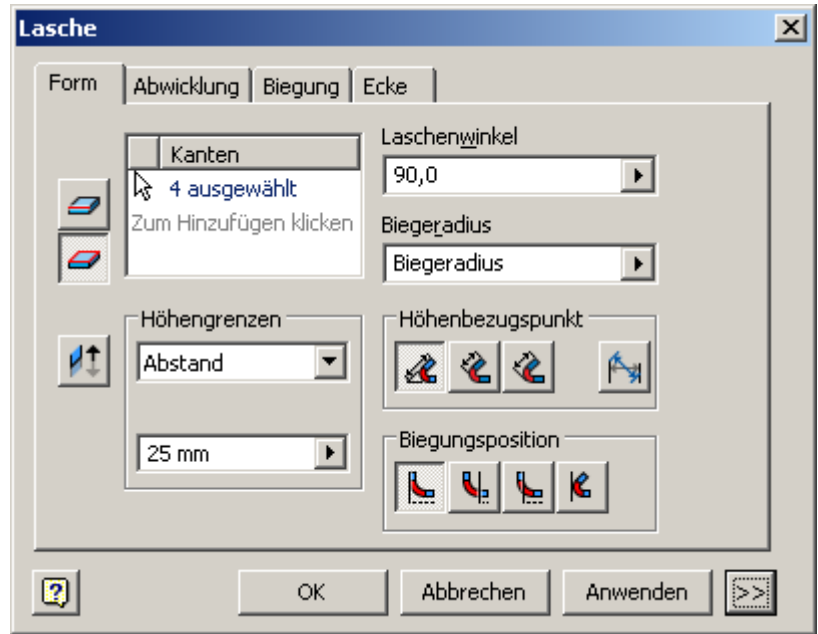 Lasche
Form Abwicklung Biegung Ecke
Kanten
4 ausgewählt
Zum Hinzufügen klicken
Laschenwinkel
90,0
Biegeradius
Biegeradius
Höhengrenzen
Abstand
25 mm
Höhenbezugspunkt
Biegungsposition
OK Abbrechen Anwenden >>